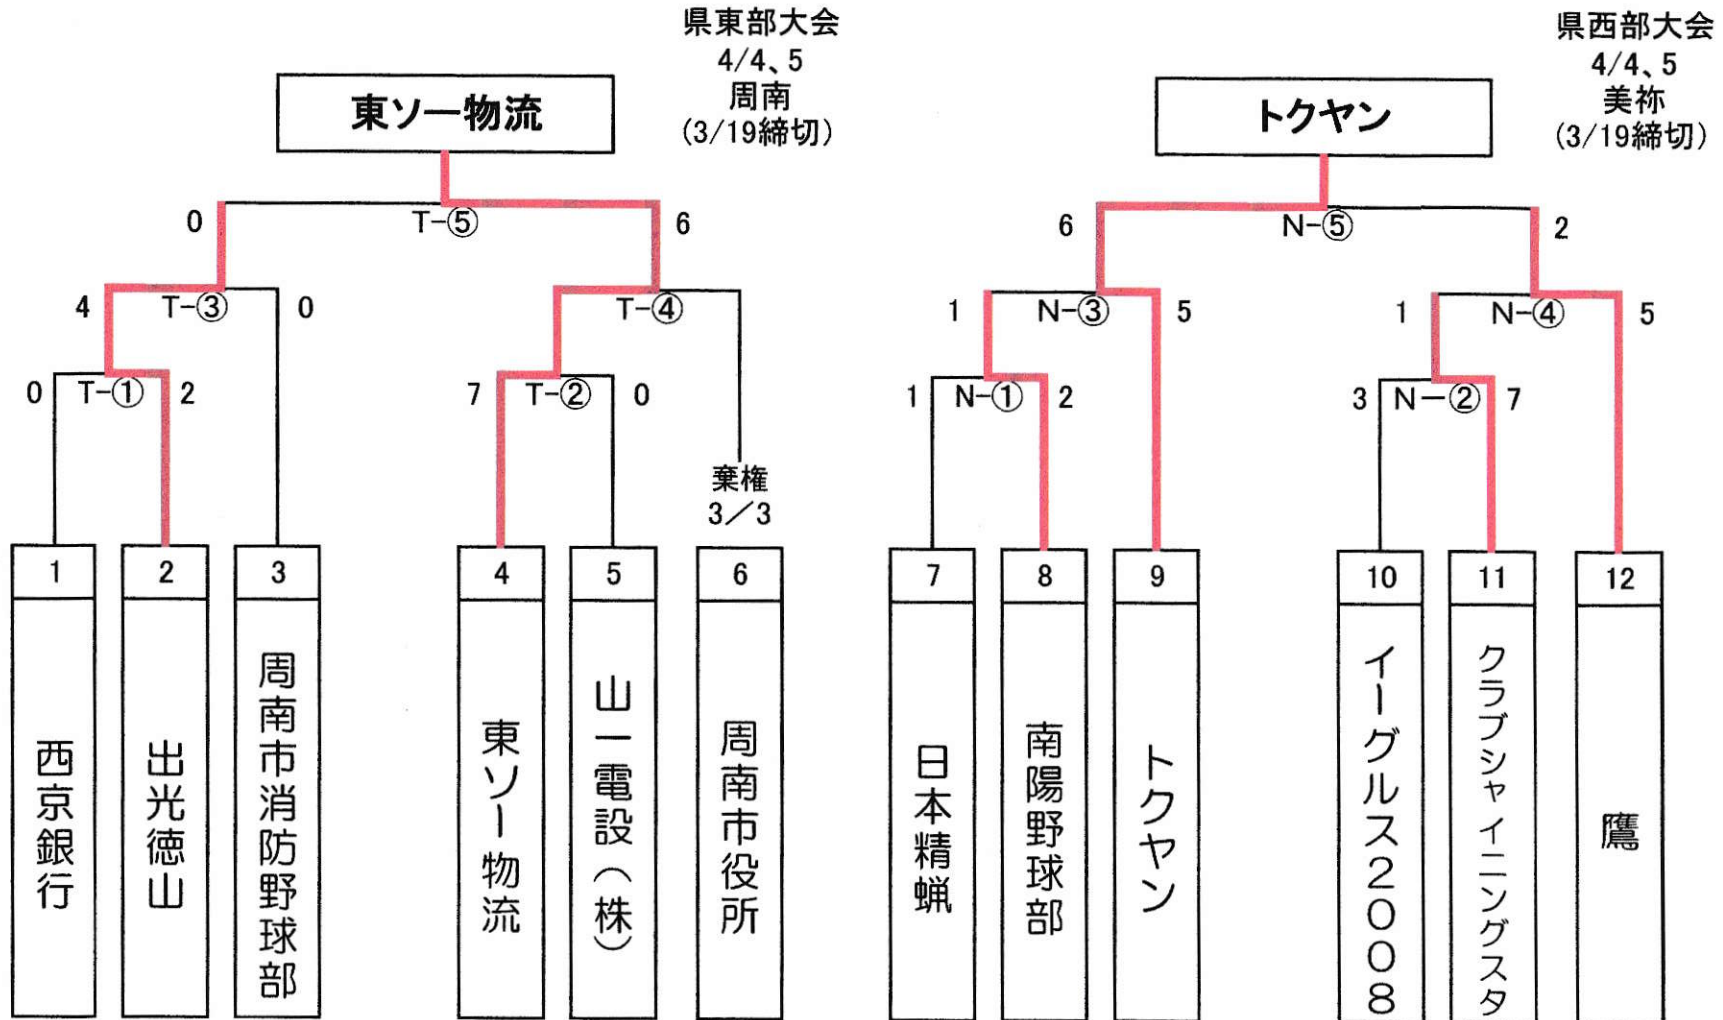 県東部大会
4/4、5
周南
(3/19締切)
東ソー物流
0
T-⑤
6
4
T-③
0
T-④
0
T-①
2
7
T-②
0
棄権
3/3
1
2
3
4
5
6
西京銀行
出光徳山
周南市消防野球部
東ソー物流
山一電設(株)
周南市役所
県西部大会
4/4、5
美祢
(3/19締切)
トクヤン
6
N-⑤
2
1
N-③
5
1
N-④
5
1
N-①
2
3
N-②
7
7
8
9
10
11
12
日本精蝋
南陽野球部
トクヤン
イーグルス2008
クラブシャイニングスタ
鷹